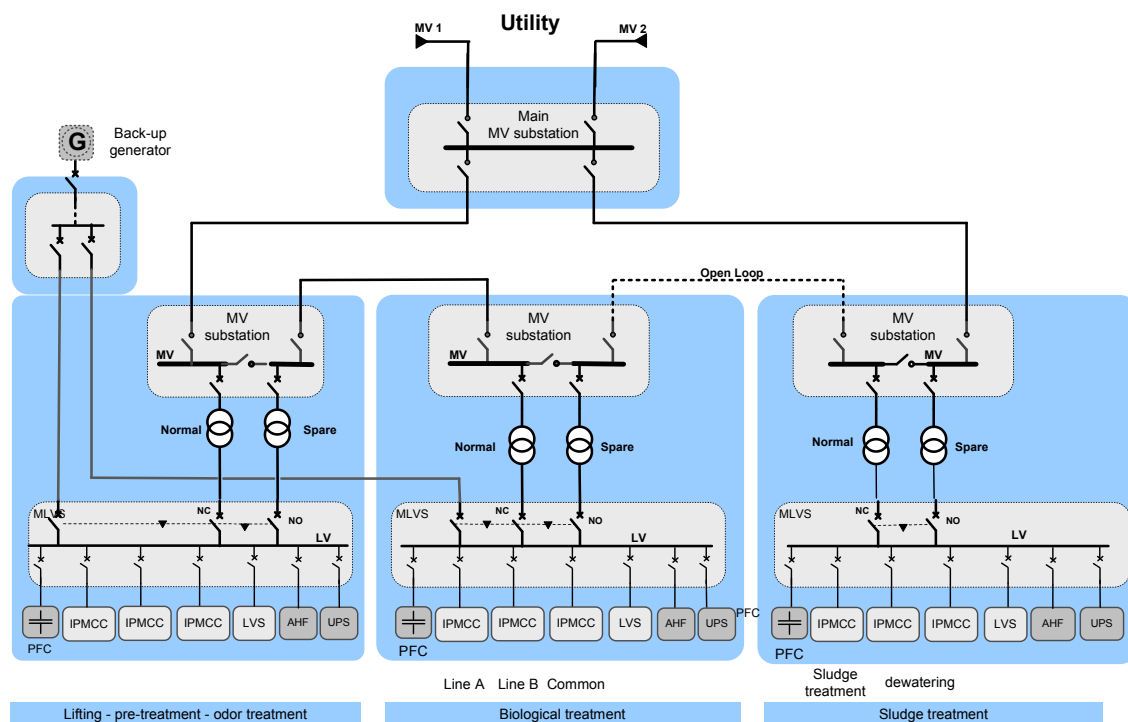 Utility
MV 1
MV 2
Main
MV substation
G
Back-up
generator
Open Loop
MV
substation
MV
MV
substation
MV
MV
substation
MV
Normal
Spare
Normal
Spare
Normal
Spare
MLVS
NC
NO
LV
MLVS
NC
NO
LV
MLVS
NC
NO
LV
IPMCC
IPMCC
IPMCC
LVS
AHF
UPS
PFC
IPMCC
IPMCC
IPMCC
LVS
AHF
UPS
PFC
PFC
IPMCC
IPMCC
IPMCC
LVS
AHF
UPS
PFC
Line A Line B Common
Sludge
treatment
dewatering
Lifting - pre-treatment - odor treatment
Biological treatment
Sludge treatment